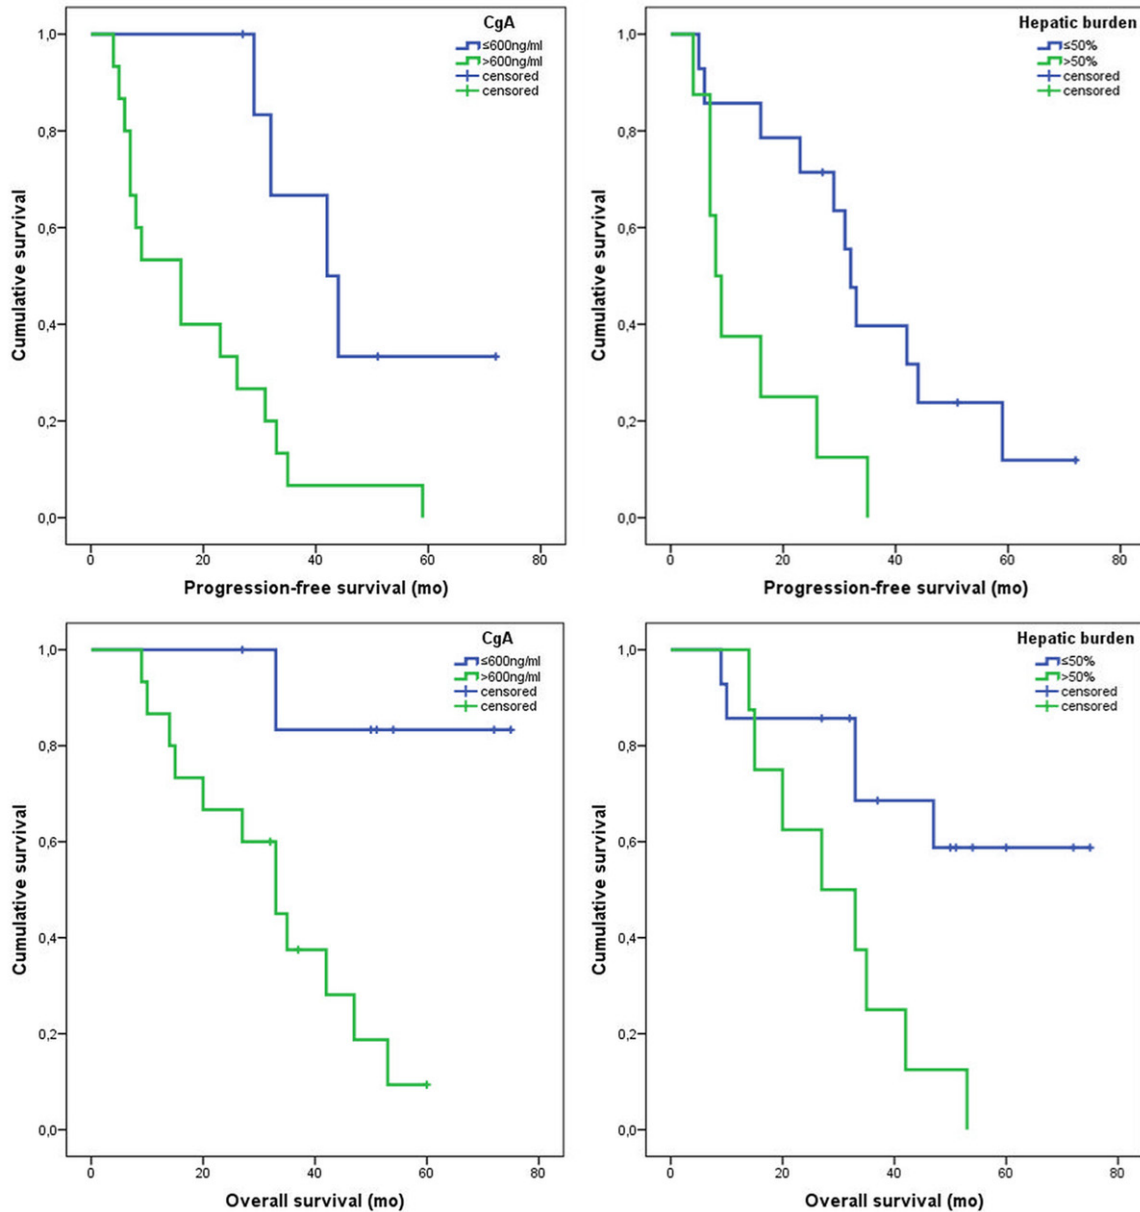 CgA
≤600ng/ml
>600ng/ml
censored
censored
1,0
0,8
0,6
0,4
0,2
0,0
Cumulative survival
0 20 40 60 80
Progression-free survival (mo)
Hepatic burden
≤50%
>50%
censored
censored
1,0
0,8
0,6
0,4
0,2
0,0
Cumulative survival
0 20 40 60 80
Progression-free survival (mo)
CgA
≤600ng/ml
>600ng/ml
censored
censored
1,0
0,8
0,6
0,4
0,2
0,0
Cumulative survival
0 20 40 60 80
Overall survival (mo)
Hepatic burden
≤50%
>50%
censored
censored
1,0
0,8
0,6
0,4
0,2
0,0
Cumulative survival
0 20 40 60 80
Overall survival (mo)